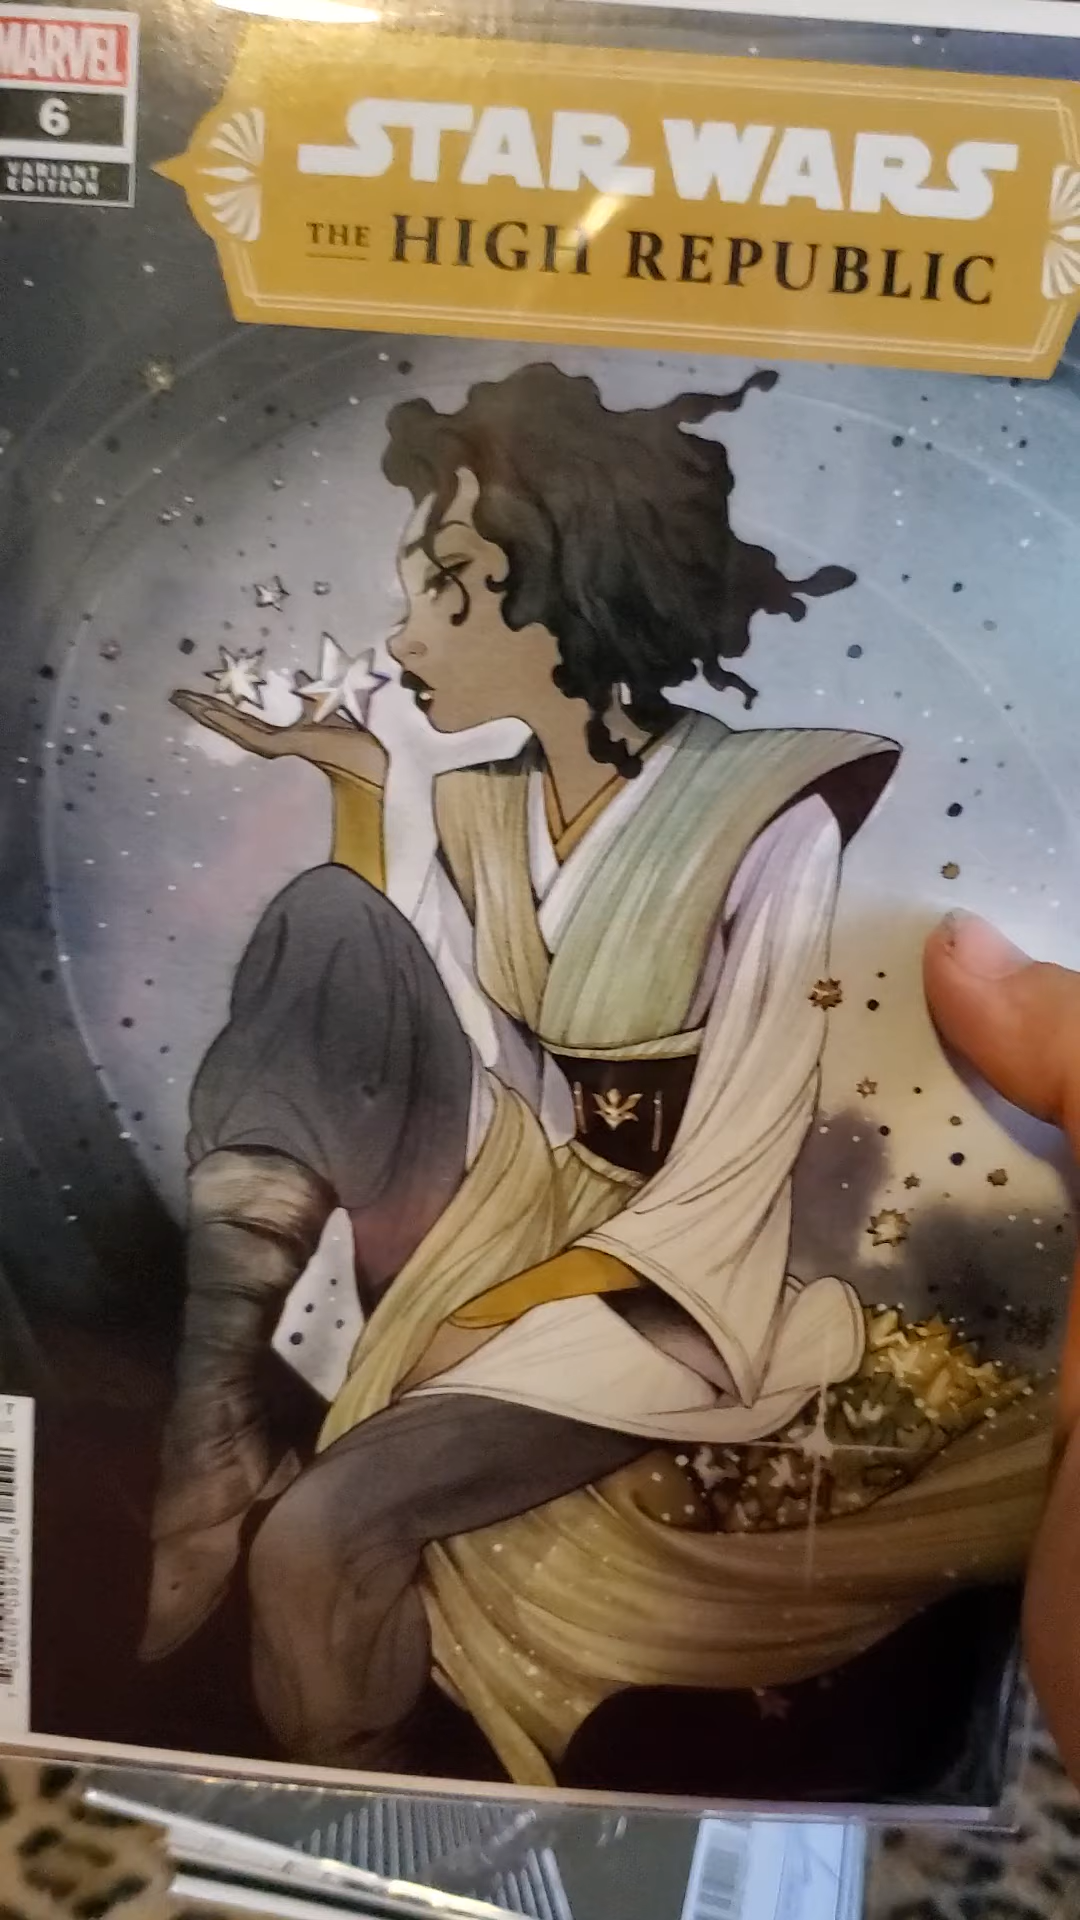 MARVEL
6
VARIANT
EDITION
STAR WARS
THE HIGH REPUBLIC